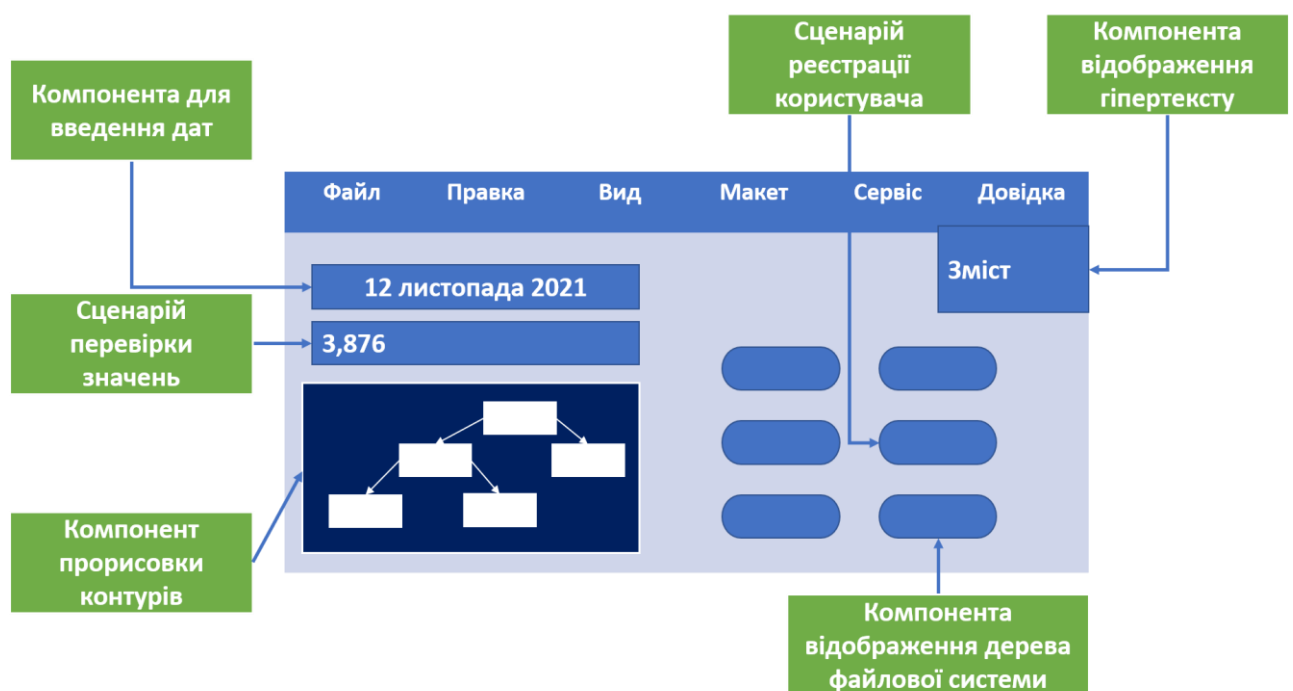 Сценарій
реєстрації
користувача
Компонента
відображення
гіпертексту
Компонента для
введення дат
Файл Правка Вид Макет Сервіс Довідка
Зміст
12 листопада 2021
Сценарій
перевірки
значень
3,876
Компонент
прорисовки
контурів
Компонента
відображення дерева
файлової системи